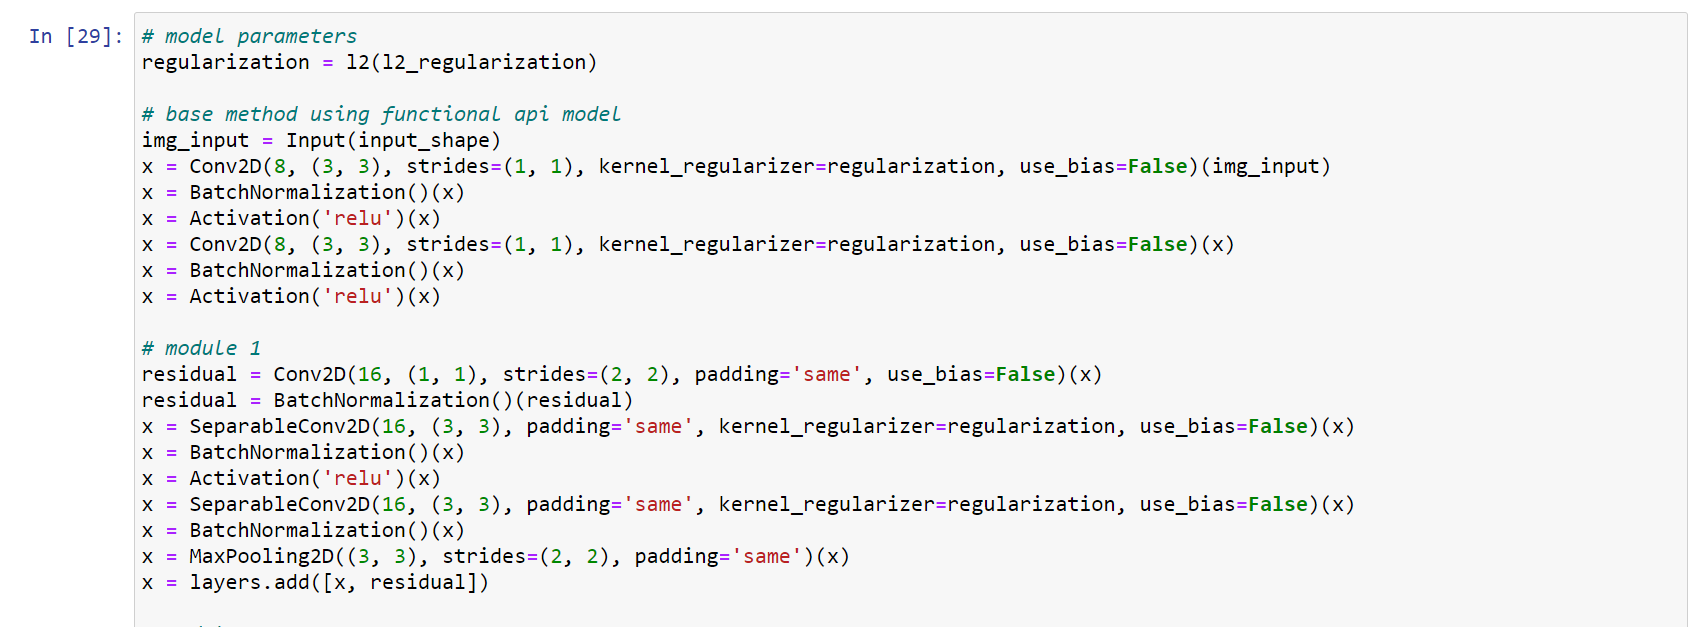 In [29]:
# model parameters
regularization = l2(l2_regularization)
# base method using functional api model
img_input = Input(input_shape)
x = Conv2D(8, (3, 3), strides=(1, 1), kernel_regularizer=regularization, use_bias=False)(img_input)
x = BatchNormalization()(x)
x = Activation('relu')(x)
x = Conv2D(8, (3, 3), strides=(1, 1), kernel_regularizer=regularization, use_bias=False)(x)
x = BatchNormalization()(x)
x = Activation('relu')(x)
# module 1
residual = Conv2D(16, (1, 1), strides=(2, 2), padding='same', use_bias=False)(x)
residual = BatchNormalization()(residual)
x = SeparableConv2D(16, (3, 3), padding='same', kernel_regularizer=regularization, use_bias=False)(x)
x = BatchNormalization()(x)
x = Activation('relu')(x)
x = SeparableConv2D(16, (3, 3), padding='same', kernel_regularizer=regularization, use_bias=False)(x)
x = BatchNormalization()(x)
x = MaxPooling2D((3, 3), strides=(2, 2), padding='same')(x)
x = layers.add([x, residual])